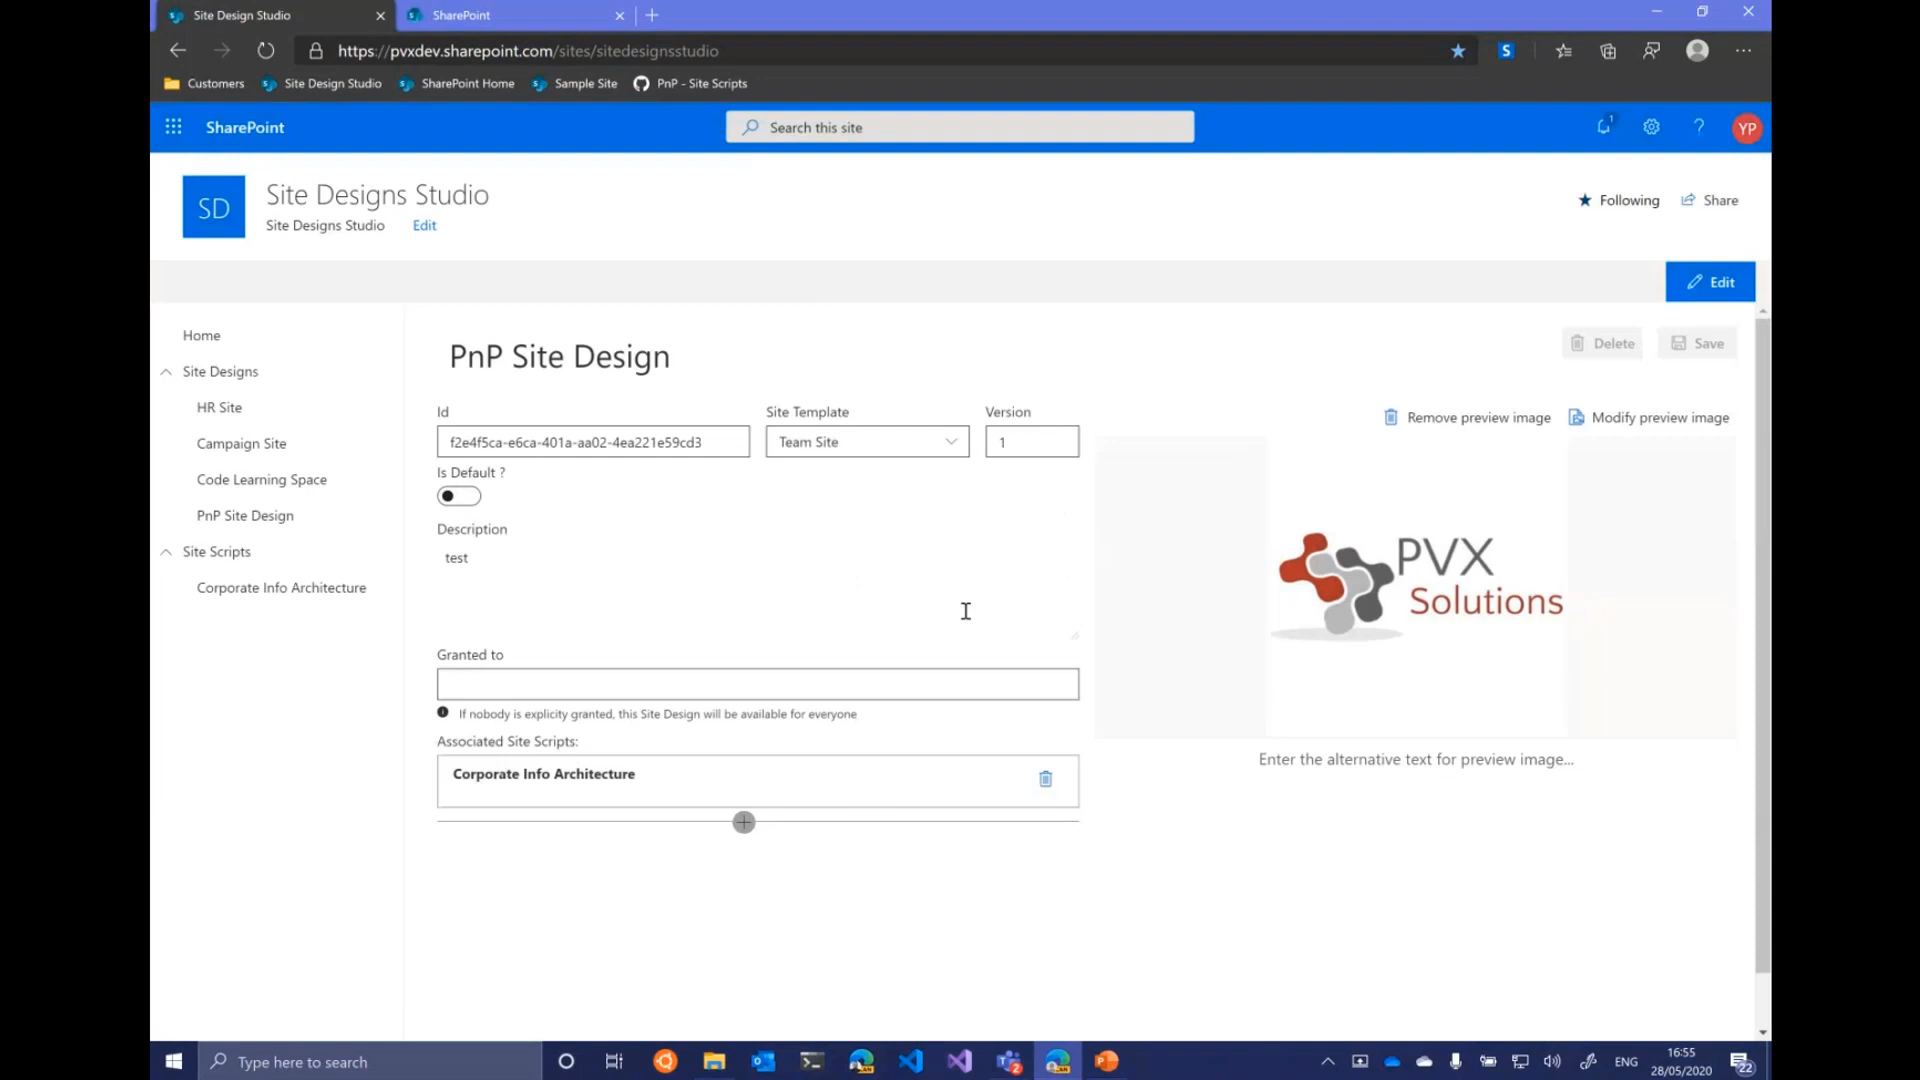 Site Design Studio
SharePoint
https://pvxdev.sharepoint.com/sites/sitedesignsstudio
S
Customers
Site Design Studio
SharePoint Home
Sample Site
PnP - Site Scripts
SharePoint
Search this site
1
?
YP
SD
Site Designs Studio
Site Designs Studio
Edit
Following
Share
Edit
Home
Site Designs
HR Site
Campaign Site
Code Learning Space
PnP Site Design
Site Scripts
Corporate Info Architecture
PnP Site Design
Delete
Save
Id
Site Template
Version
f2e4f5ca-e6ca-401a-aa02-4ea221e59cd3
Team Site
1
Is Default ?
Description
test
Granted to
If nobody is explicity granted, this Site Design will be available for everyone
Associated Site Scripts:
Corporate Info Architecture
Remove preview image
Modify preview image
PVX
Solutions
Enter the alternative text for preview image...
Type here to search
2
ENG
16:55
28/05/2020
22